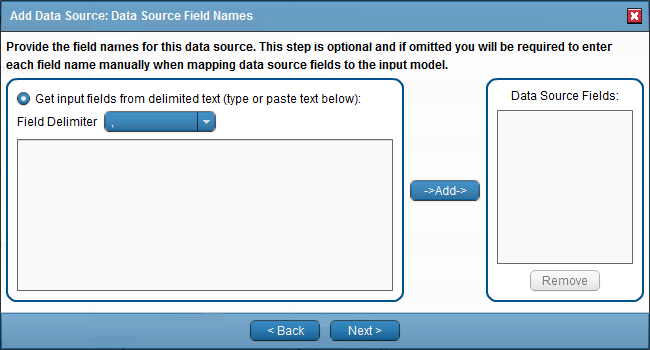 Add Data Source: Data Source Field Names
Provide the field names for this data source. This step is optional and if omitted you will be required to enter
each field name manually when mapping data source fields to the input model.
Get input fields from delimited text (type or paste text below):
Field Delimiter ,
Data Source Fields:
->Add->
Remove
< Back Next >